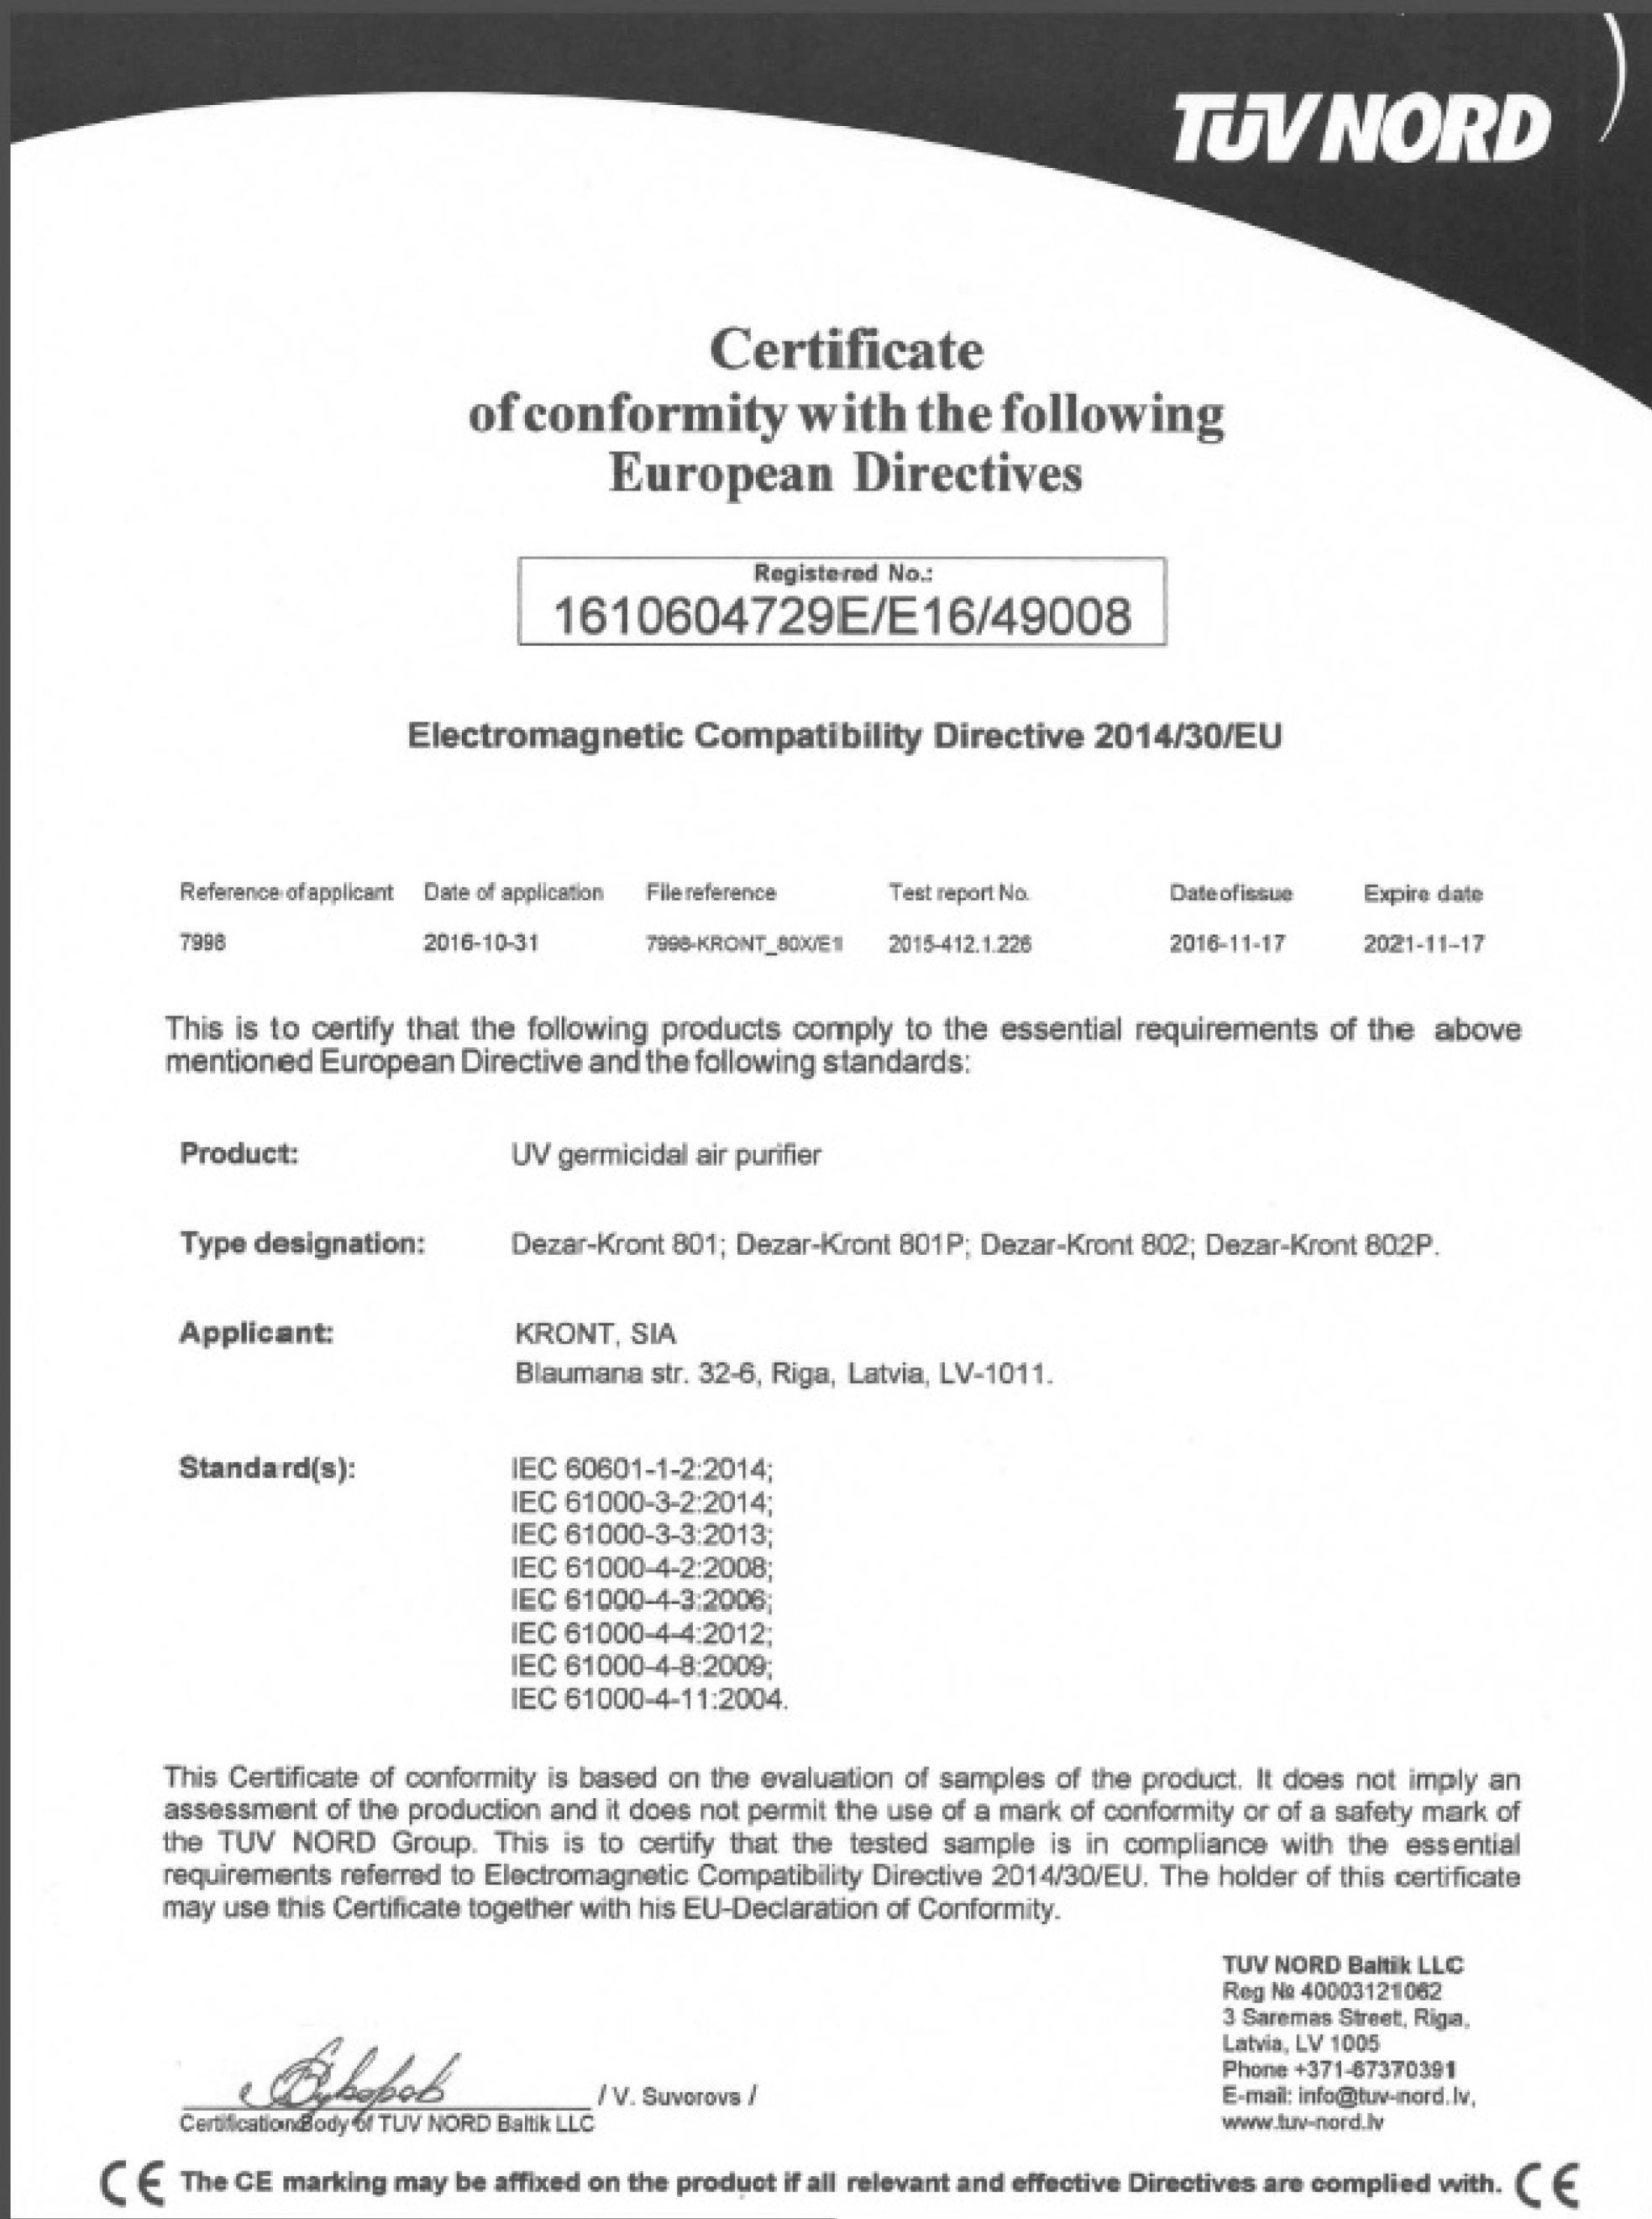 TÜV NORD
Certificate
of conformity with the following
European Directives
Registered No.:
1610604729E/E16/49008
Electromagnetic Compatibility Directive 2014/30/EU
Reference of applicant Date of application File reference Test report No. Date of issue Expire date
7998 2016-10-31 7998-KRONT_80X/E1 2015-412.1.226 2016-11-17 2021-11-17
This is to certify that the following products comply to the essential requirements of the above
mentioned European Directive and the following standards:
Product: UV germicidal air purifier
Type designation: Dezar-Kront 801; Dezar-Kront 801P; Dezar-Kront 802; Dezar-Kront 802P.
Applicant: KRONT, SIA
Blaumana str. 32-6, Riga, Latvia, LV-1011.
Standard(s): IEC 60601-1-2:2014;
IEC 61000-3-2:2014;
IEC 61000-3-3:2013;
IEC 61000-4-2:2008;
IEC 61000-4-3:2006;
IEC 61000-4-4:2012;
IEC 61000-4-8:2009;
IEC 61000-4-11:2004.
This Certificate of conformity is based on the evaluation of samples of the product. It does not imply an
assessment of the production and it does not permit the use of a mark of conformity or of a safety mark of
the TUV NORD Group. This is to certify that the tested sample is in compliance with the essential
requirements referred to Electromagnetic Compatibility Directive 2014/30/EU. The holder of this certificate
may use this Certificate together with his EU-Declaration of Conformity.
TUV NORD Baltik LLC
Reg № 40003121062
3 Saremas Street, Riga,
Latvia, LV 1005
Phone +371-67370391
E-mail: info@tuv-nord.lv,
www.tuv-nord.lv
/ V. Suvorovs /
Certification Body of TUV NORD Baltik LLC
CE The CE marking may be affixed on the product if all relevant and effective Directives are complied with. CE